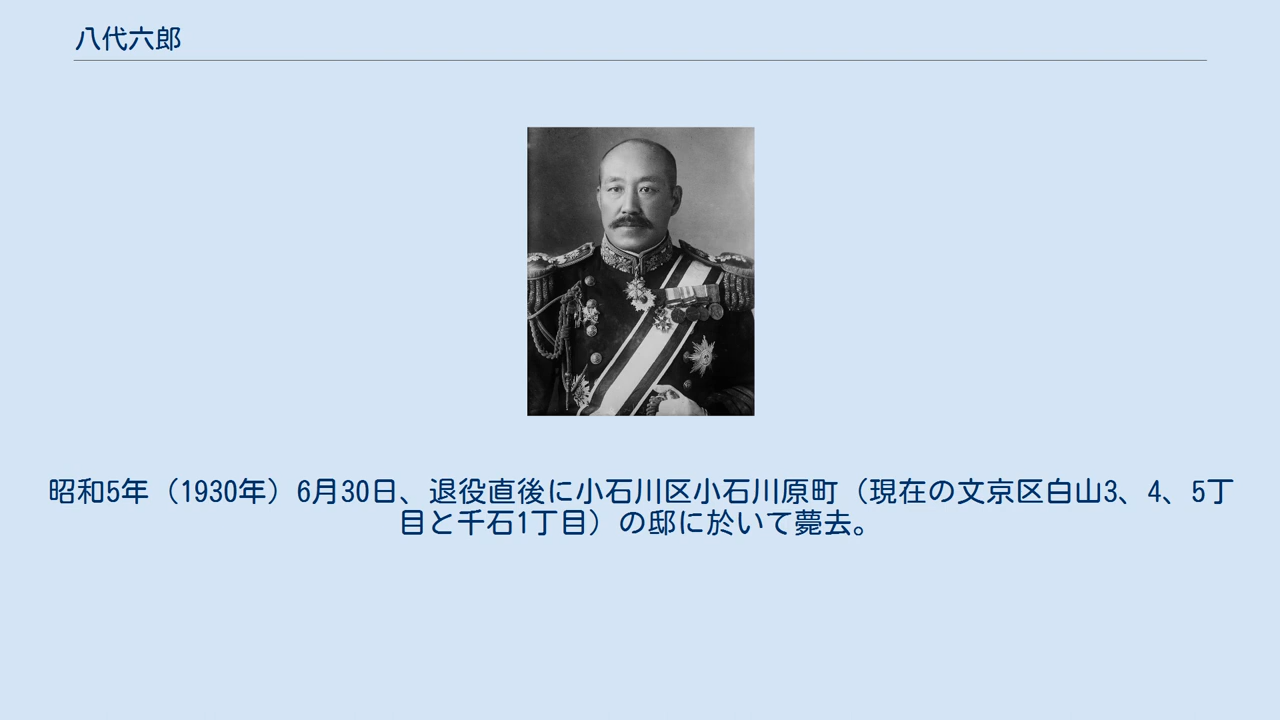 八代六郎
昭和5年（1930年）6月30日、退役直後に小石川区小石川原町（現在の文京区白山3、4、5丁
目と千石1丁目）の邸に於いて薨去。